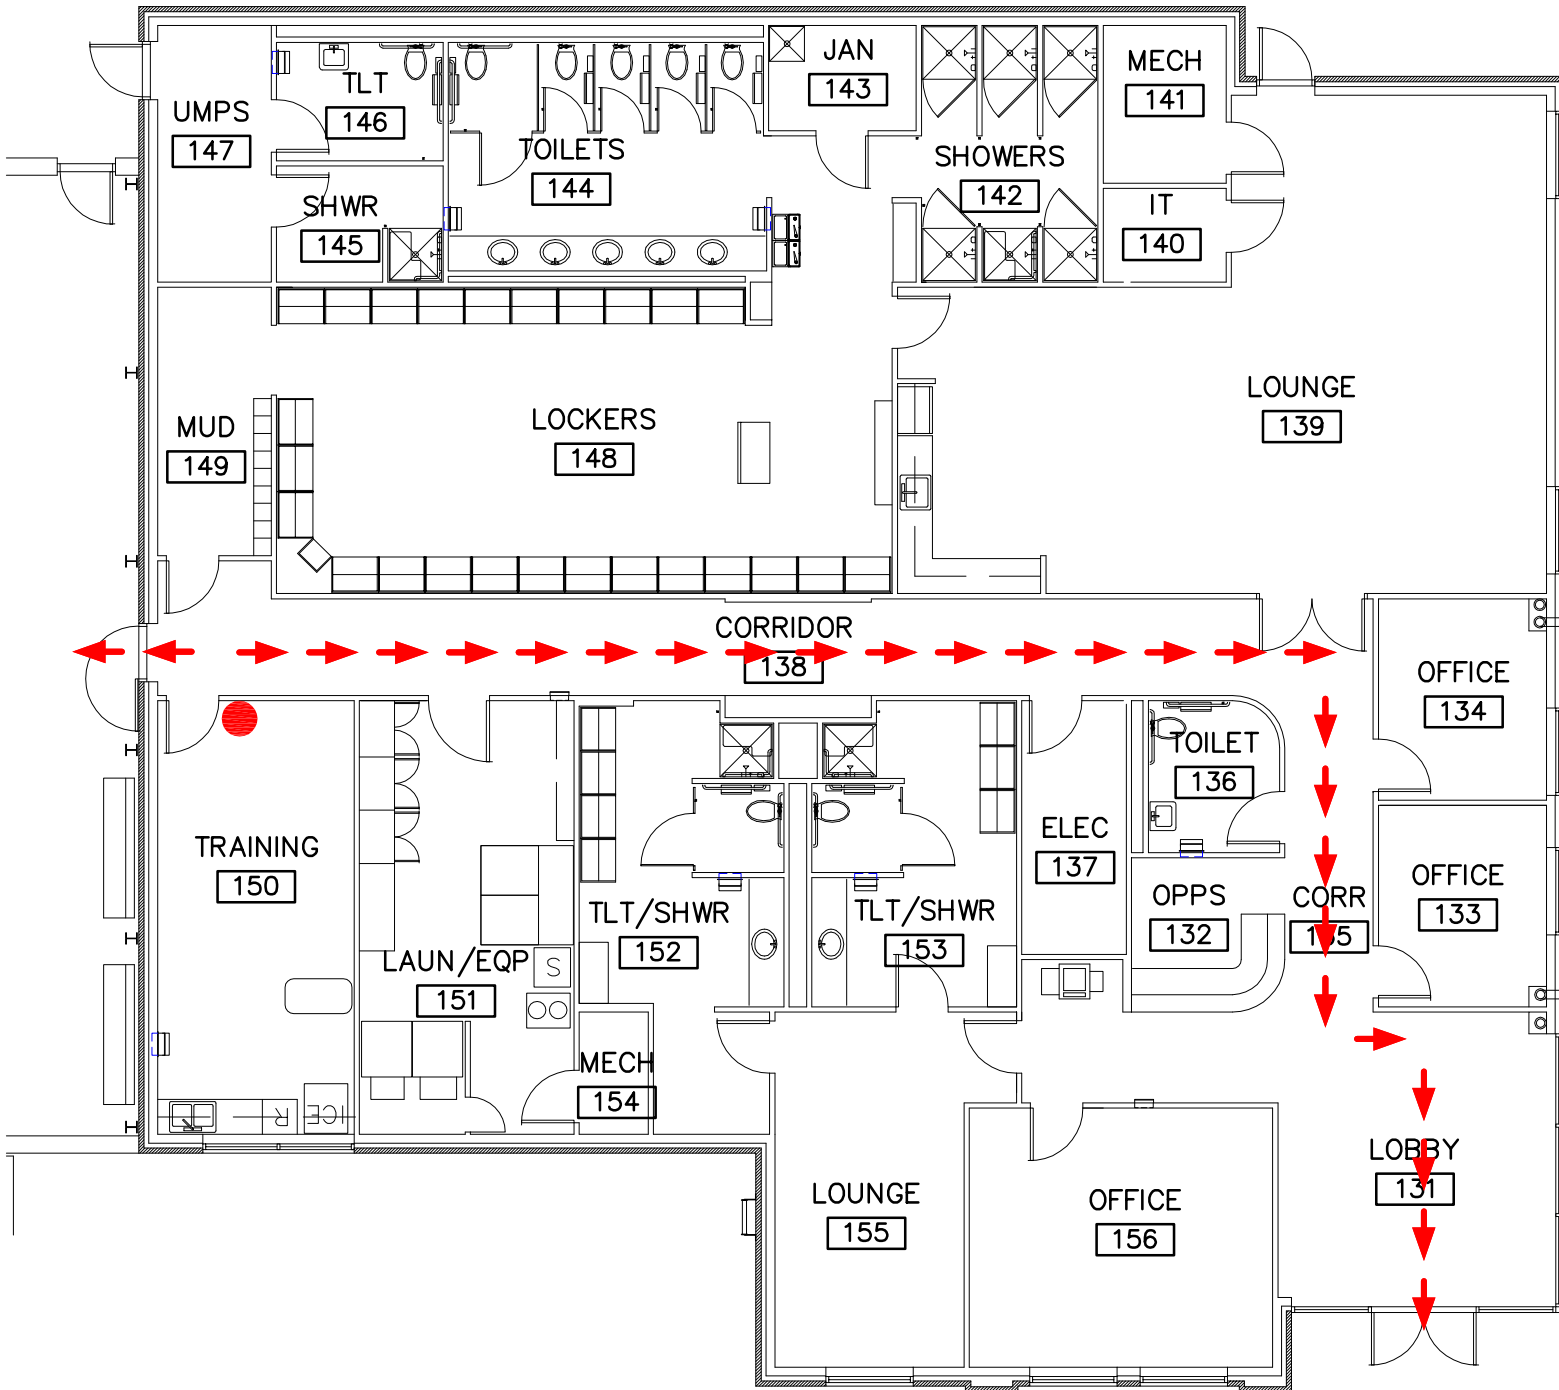 JAN
143
MECH
141
TLT
146
UMPS
147
TOILETS
144
SHOWERS
142
SHWR
145
IT
140
LOUNGE
139
MUD
149
LOCKERS
148
CORRIDOR
138
OFFICE
134
TOILET
136
TRAINING
150
ELEC
137
OFFICE
133
OPPS
132
CORR
135
TLT/SHWR
152
TLT/SHWR
153
LAUN/EQP
151
S
MECH
154
R
ICE
LOBBY
131
LOUNGE
155
OFFICE
156